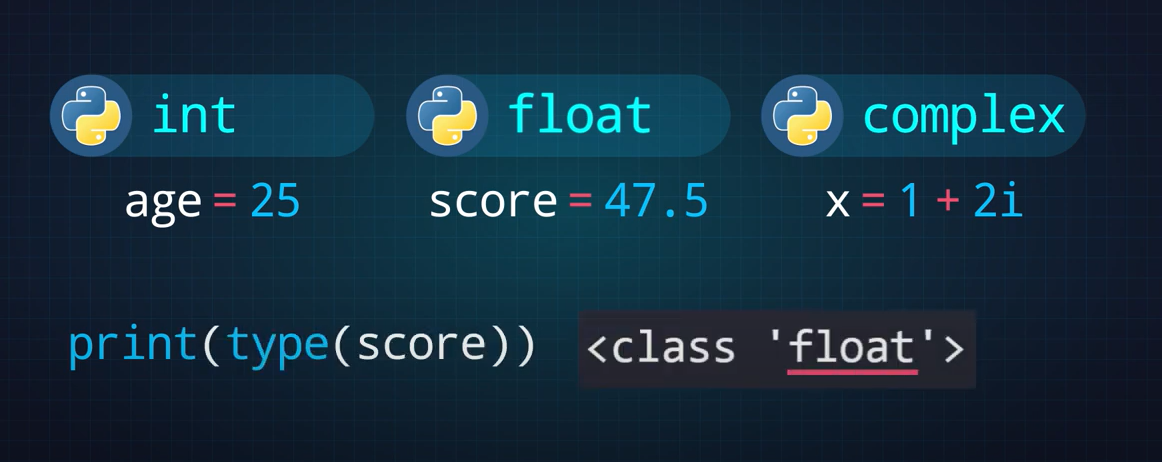 int float complex
age = 25 score = 47.5 x = 1 + 2i
print(type(score)) <class 'float'>